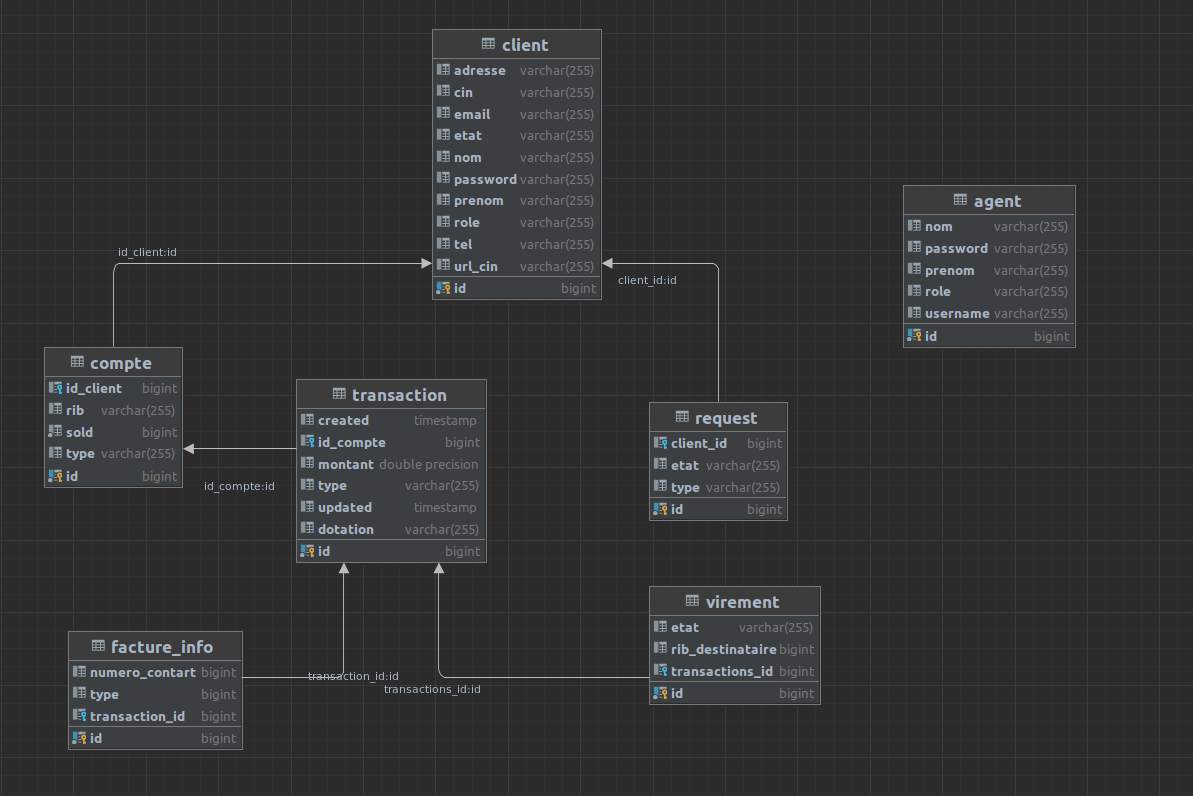 client
adresse varchar(255)
cin varchar(255)
email varchar(255)
etat varchar(255)
nom varchar(255)
password varchar(255)
prenom varchar(255)
role varchar(255)
tel varchar(255)
url_cin varchar(255)
id bigint
agent
nom varchar(255)
password varchar(255)
prenom varchar(255)
role varchar(255)
username varchar(255)
id bigint
id_client:id
client_id:id
compte
id_client bigint
rib varchar(255)
sold bigint
type varchar(255)
id bigint
transaction
created timestamp
id_compte bigint
montant double precision
type varchar(255)
updated timestamp
dotation varchar(255)
id bigint
id_compte:id
request
client_id bigint
etat varchar(255)
type varchar(255)
id bigint
facture_info
numero_contart bigint
type bigint
transaction_id bigint
id bigint
transaction_id:id
transactions_id:id
virement
etat varchar(255)
rib_destinataire bigint
transactions_id bigint
id bigint